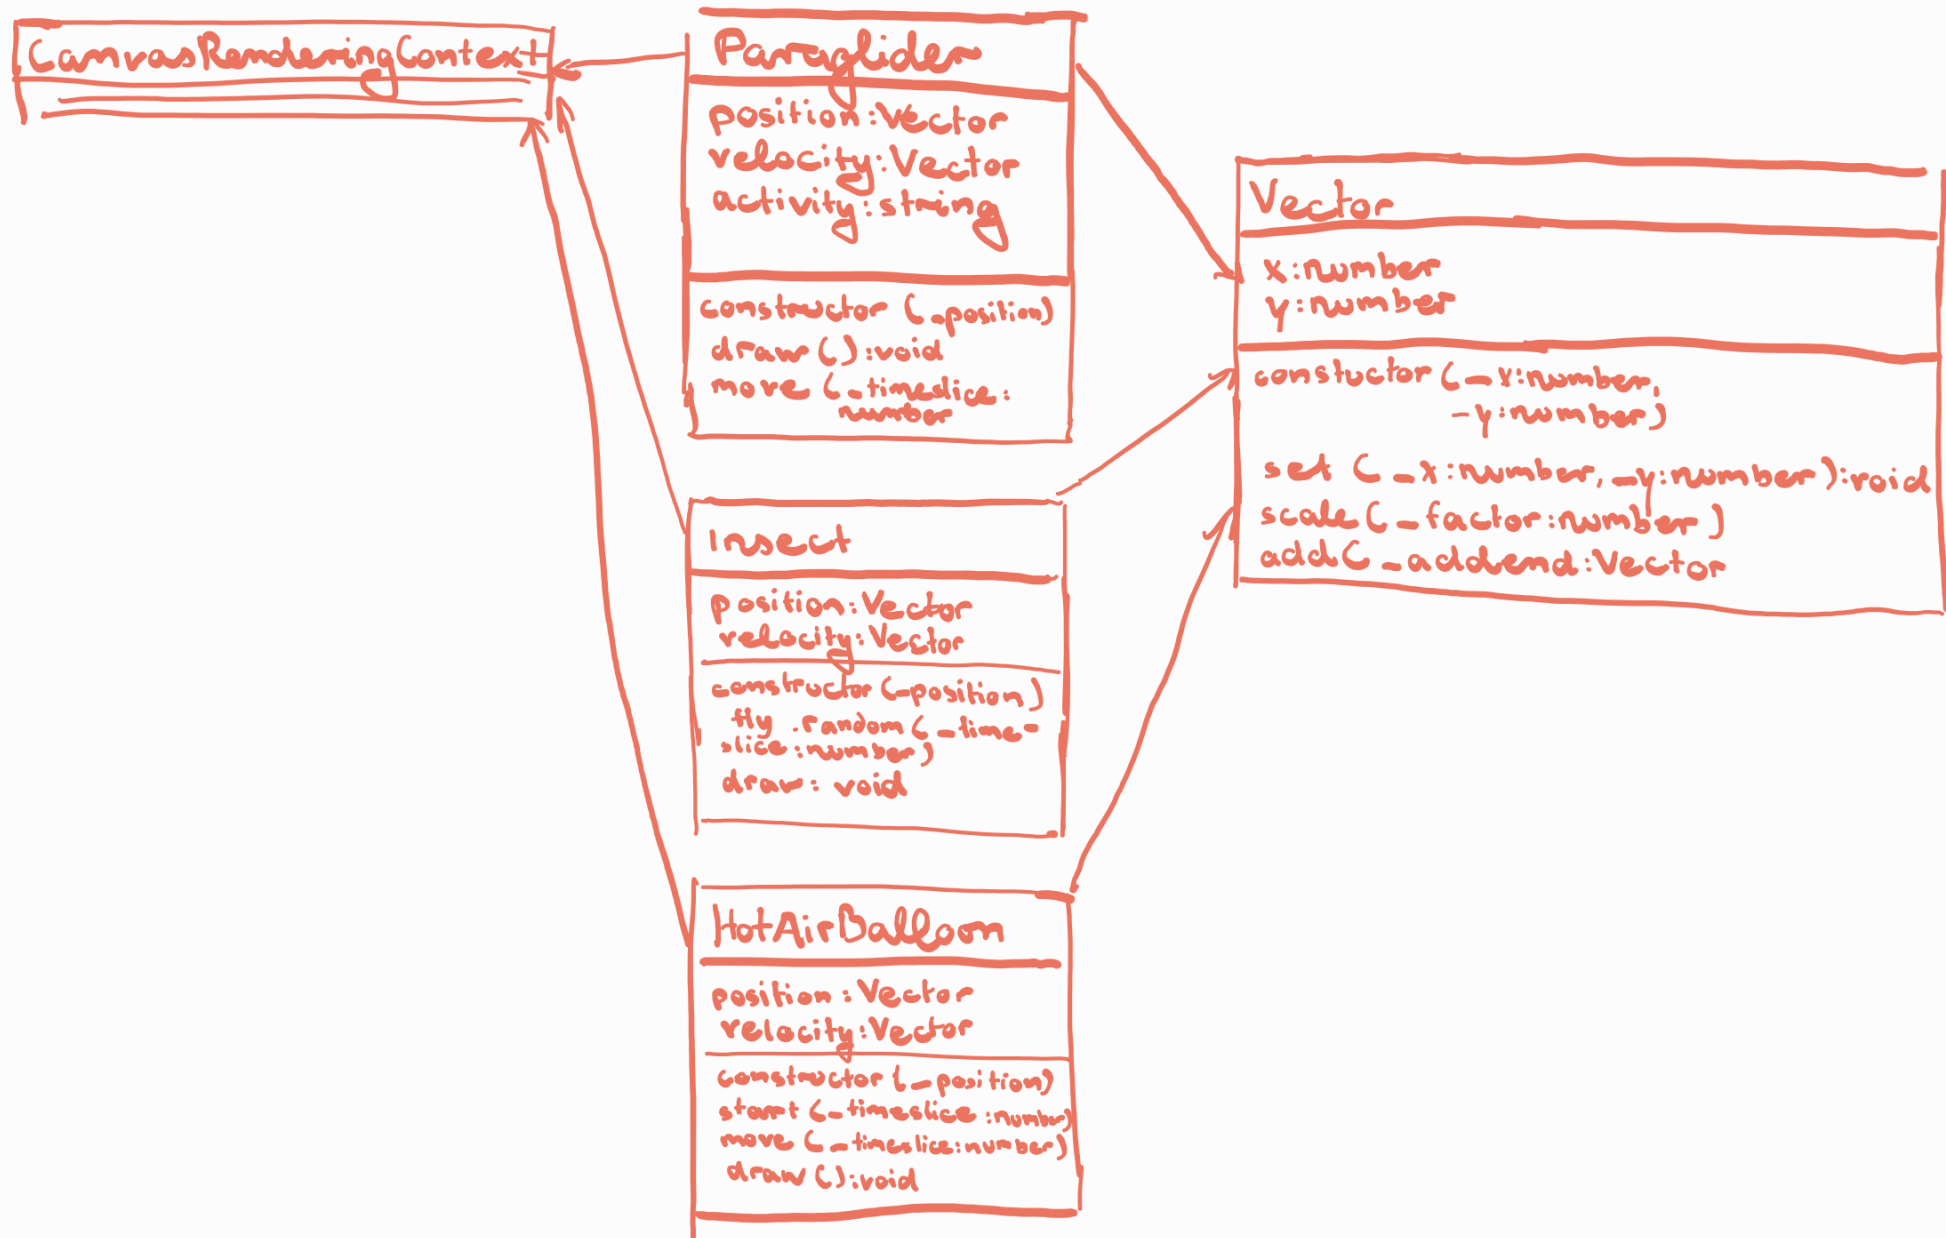 CanvasRenderingContext
Paraglider
position:Vector
velocity:Vector
activity:string
constructor (_position)
draw ():void
move (_timeslice:
number
Insect
position:Vector
velocity:Vector
constructor (_position)
fly random (_time-
slice:number)
draw: void
HotAirBalloon
position:Vector
velocity:Vector
constructor (_position)
start (_timeslice:number)
move (_timeslice:number)
draw ():void
Vector
x:number
y:number
constuctor (_x:number,
_y:number)
set (_x:number, _y:number):void
scale (_factor:number)
add (_addend:Vector